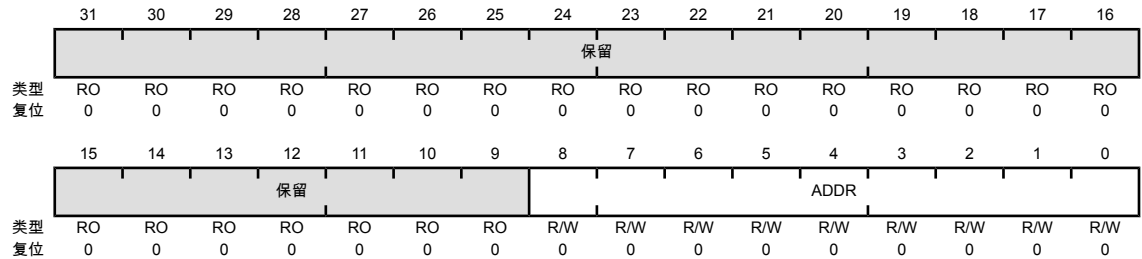 31 30 29 28 27 26 25 24 23 22 21 20 19 18 17 16
保留
类型 RO RO RO RO RO RO RO RO RO RO RO RO RO RO RO RO
复位 0 0 0 0 0 0 0 0 0 0 0 0 0 0 0 0
15 14 13 12 11 10 9 8 7 6 5 4 3 2 1 0
保留 ADDR
类型 RO RO RO RO RO RO RO R/W R/W R/W R/W R/W R/W R/W R/W R/W
复位 0 0 0 0 0 0 0 0 0 0 0 0 0 0 0 0